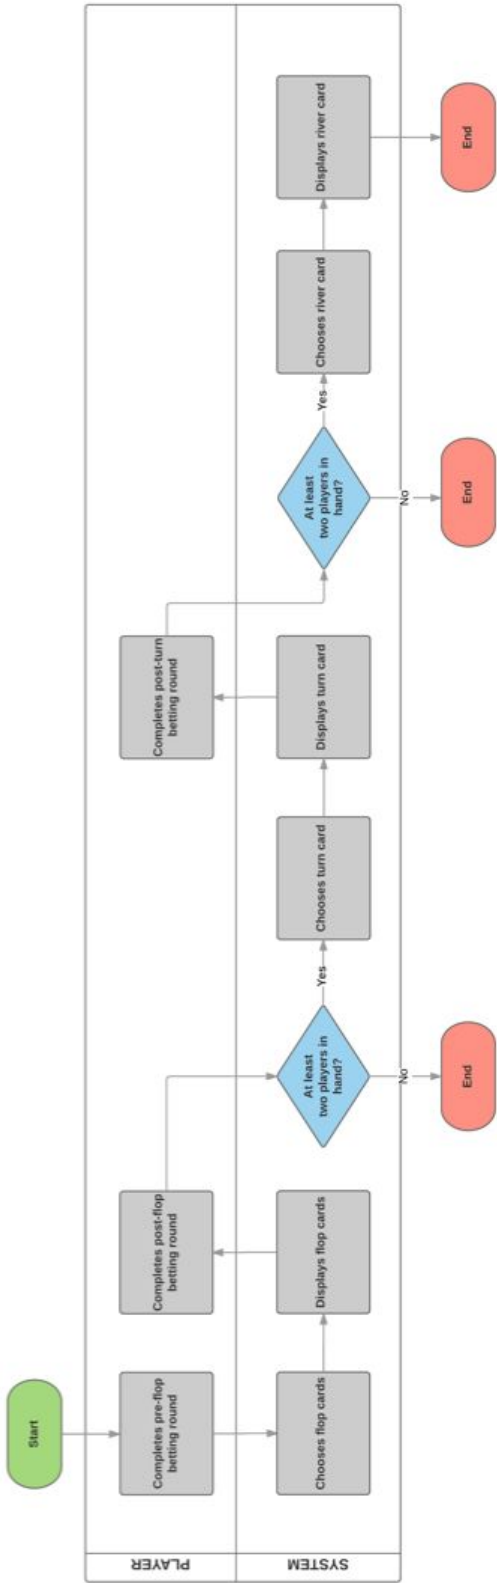 PLAYER
SYSTEM
Start
Completes pre-flop
betting round
Chooses flop cards
Displays flop cards
Completes post-flop
betting round
At least
two players in
hand?
No
End
Yes
Chooses turn card
Displays turn card
Completes post-turn
betting round
At least
two players in
hand?
No
End
Yes
Chooses river card
Displays river card
End